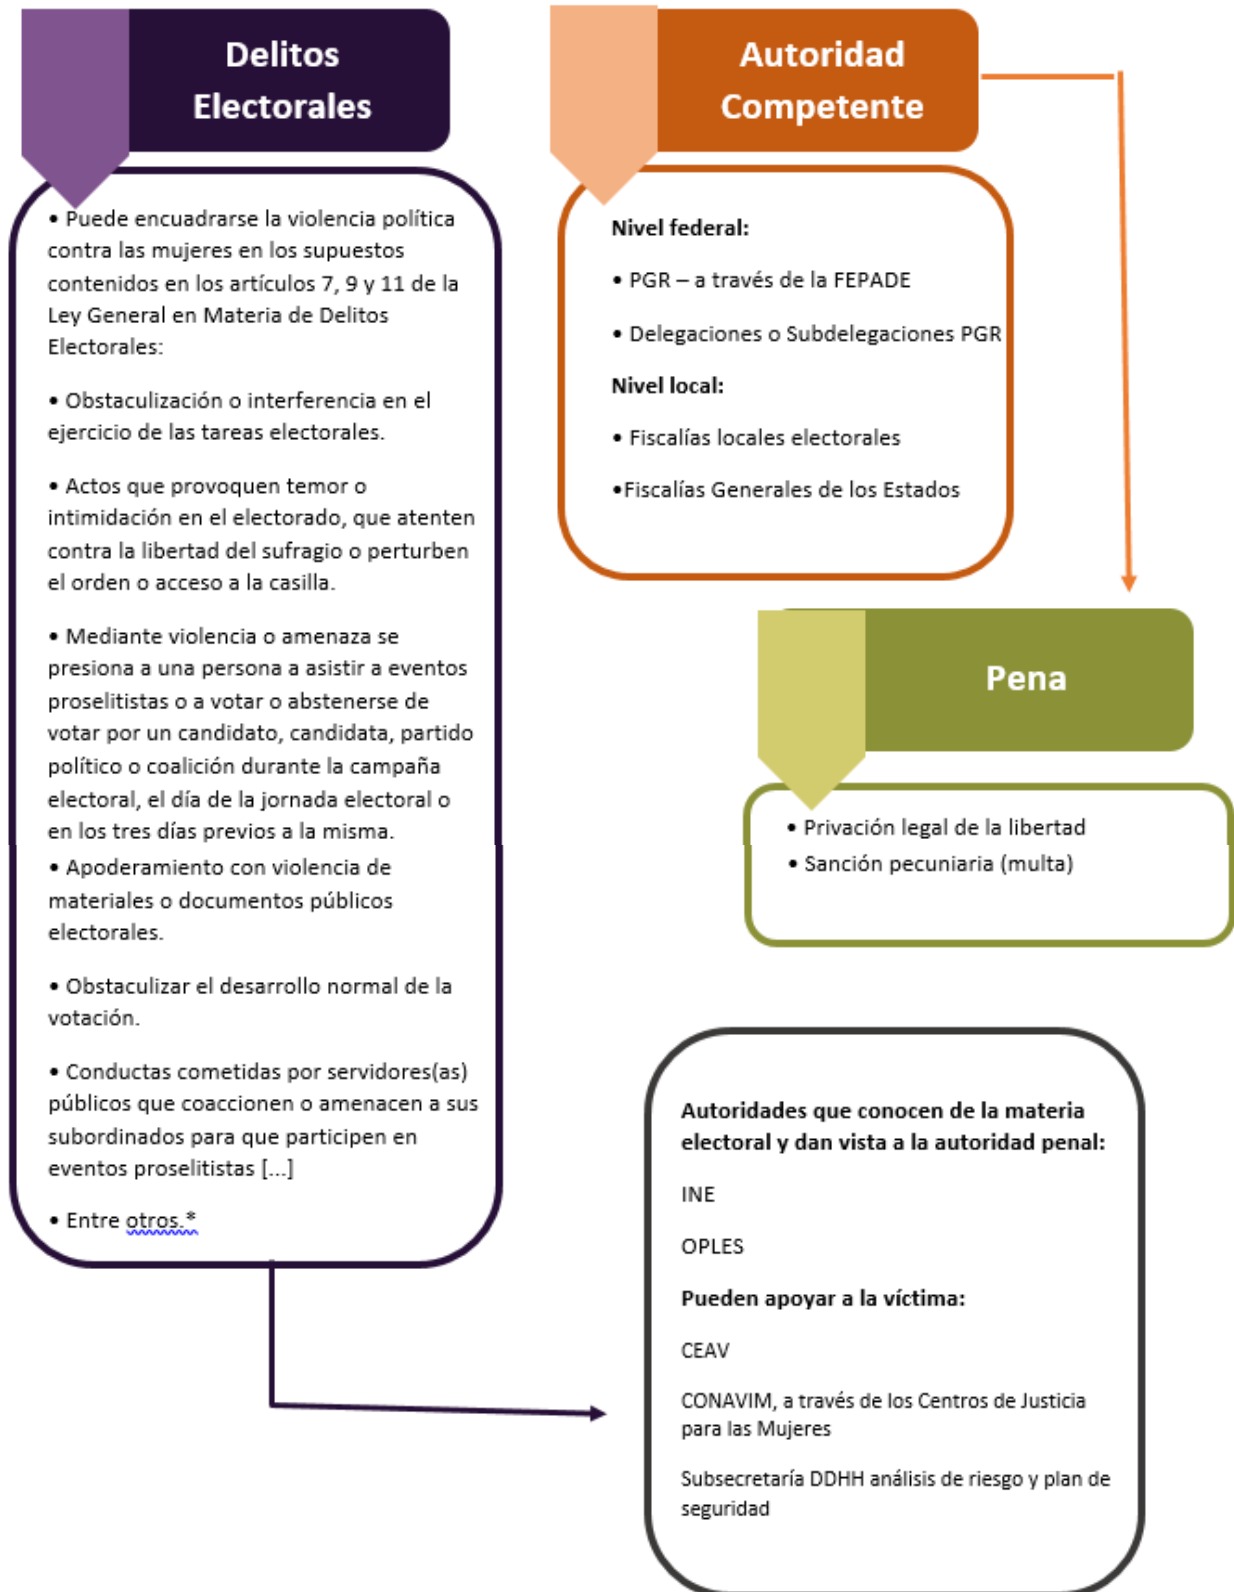 Delitos
Electorales
• Puede encuadrarse la violencia política
contra las mujeres en los supuestos
contenidos en los artículos 7, 9 y 11 de la
Ley General en Materia de Delitos
Electorales:
• Obstaculización o interferencia en el
ejercicio de las tareas electorales.
• Actos que provoquen temor o
intimidación en el electorado, que atenten
contra la libertad del sufragio o perturben
el orden o acceso a la casilla.
• Mediante violencia o amenaza se
presiona a una persona a asistir a eventos
proselitistas o a votar o abstenerse de
votar por un candidato, candidata, partido
político o coalición durante la campaña
electoral, el día de la jornada electoral o
en los tres días previos a la misma.
• Apoderamiento con violencia de
materiales o documentos públicos
electorales.
• Obstaculizar el desarrollo normal de la
votación.
• Conductas cometidas por servidores(as)
públicos que coaccionen o amenacen a sus
subordinados para que participen en
eventos proselitistas [...]
• Entre otros.*
Autoridad
Competente
Nivel federal:
• PGR – a través de la FEPADE
• Delegaciones o Subdelegaciones PGR
Nivel local:
• Fiscalías locales electorales
•Fiscalías Generales de los Estados
Pena
• Privación legal de la libertad
• Sanción pecuniaria (multa)
Autoridades que conocen de la materia
electoral y dan vista a la autoridad penal:
INE
OPLES
Pueden apoyar a la víctima:
CEAV
CONAVIM, a través de los Centros de Justicia
para las Mujeres
Subsecretaría DDHH análisis de riesgo y plan de
seguridad